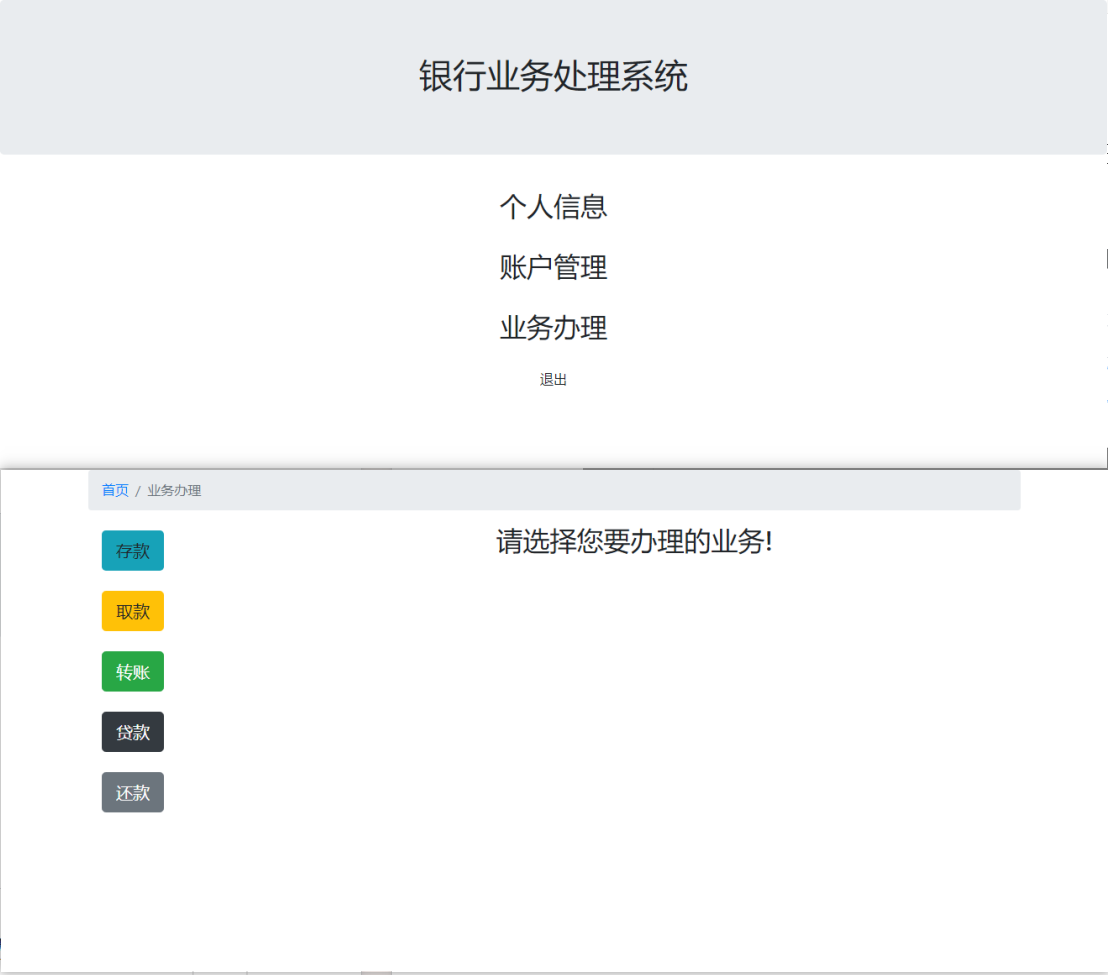 银行业务处理系统
个人信息
账户管理
业务办理
退出
首页 / 业务办理
请选择您要办理的业务!
存款
取款
转账
贷款
还款